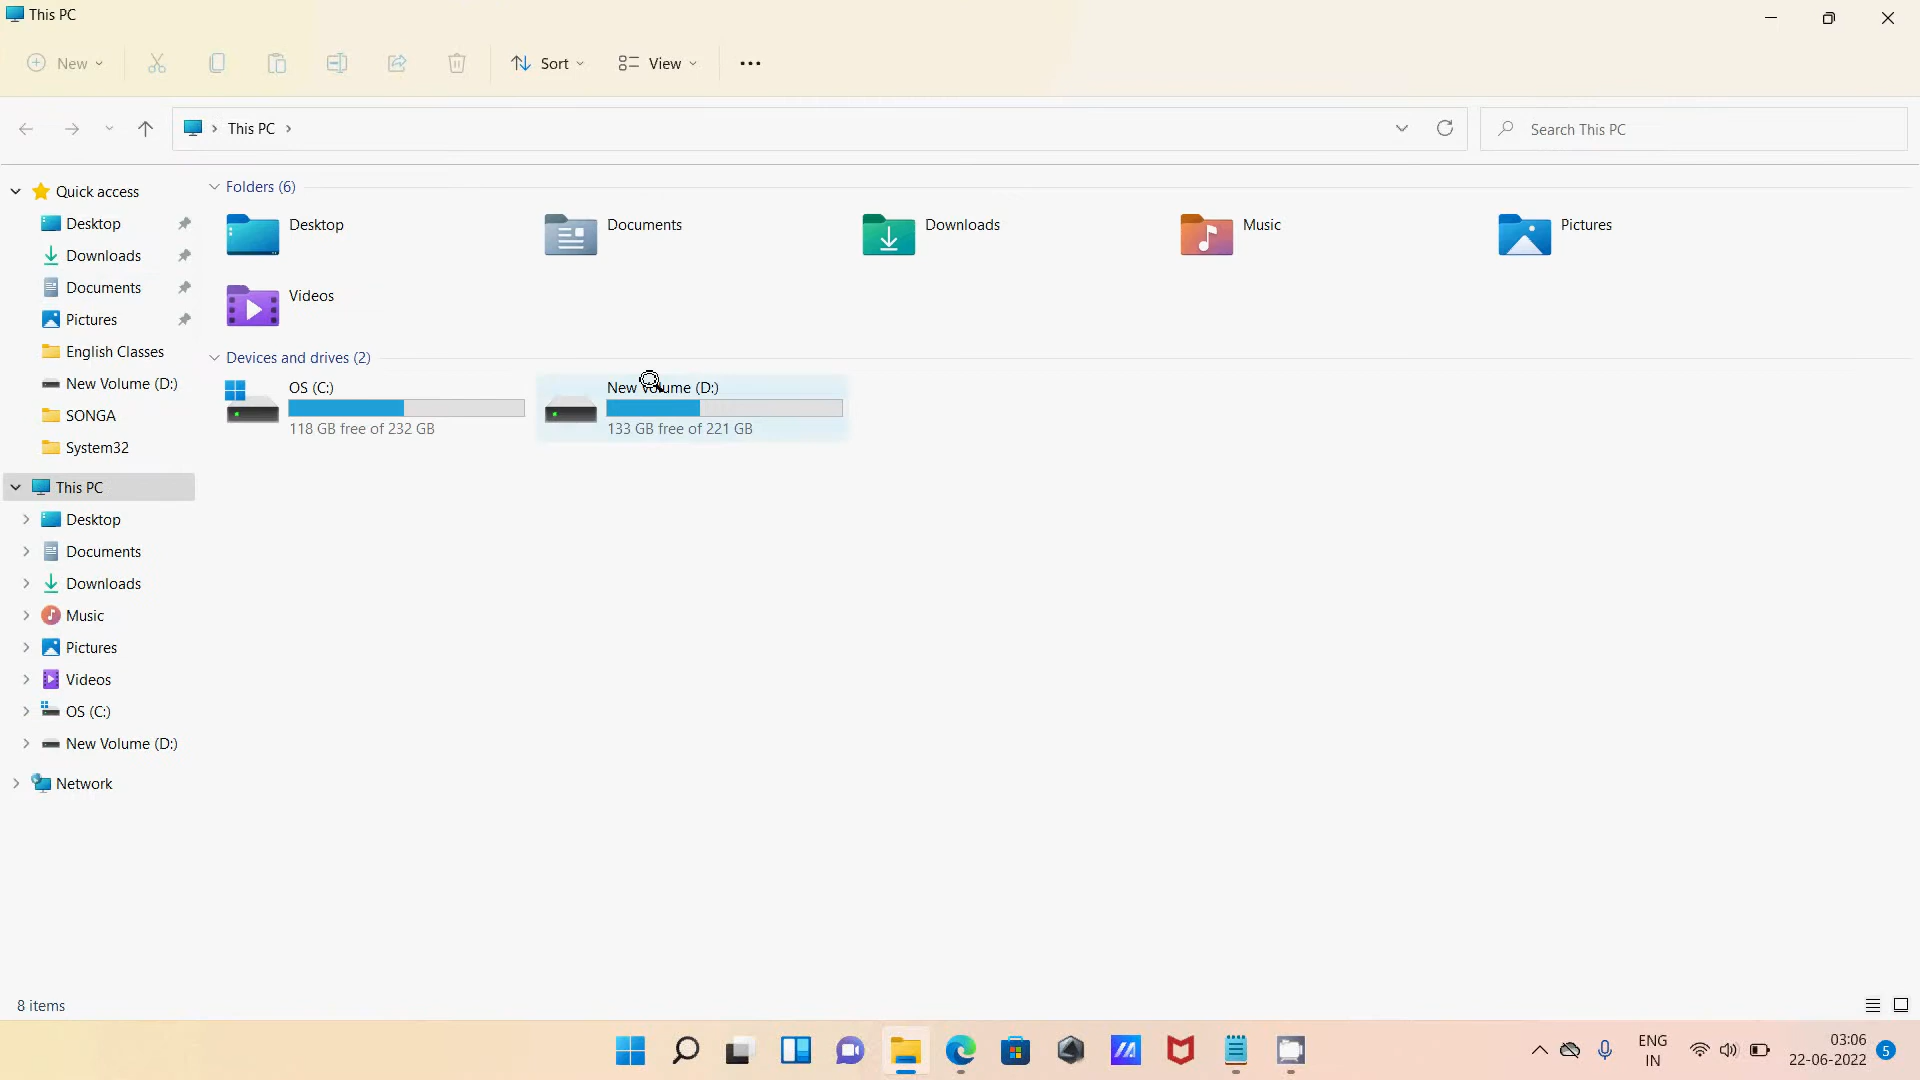 This PC
New
Sort
View
This PC
Search This PC
Quick access
Desktop
Downloads
Documents
Pictures
English Classes
New Volume (D:)
SONGA
System32
This PC
Desktop
Documents
Downloads
Music
Pictures
Videos
OS (C:)
New Volume (D:)
Network
Folders (6)
Desktop
Documents
Downloads
Music
Pictures
Videos
Devices and drives (2)
OS (C:)
118 GB free of 232 GB
New Volume (D:)
133 GB free of 221 GB
8 items
ENG
IN
03:06
22-06-2022
5